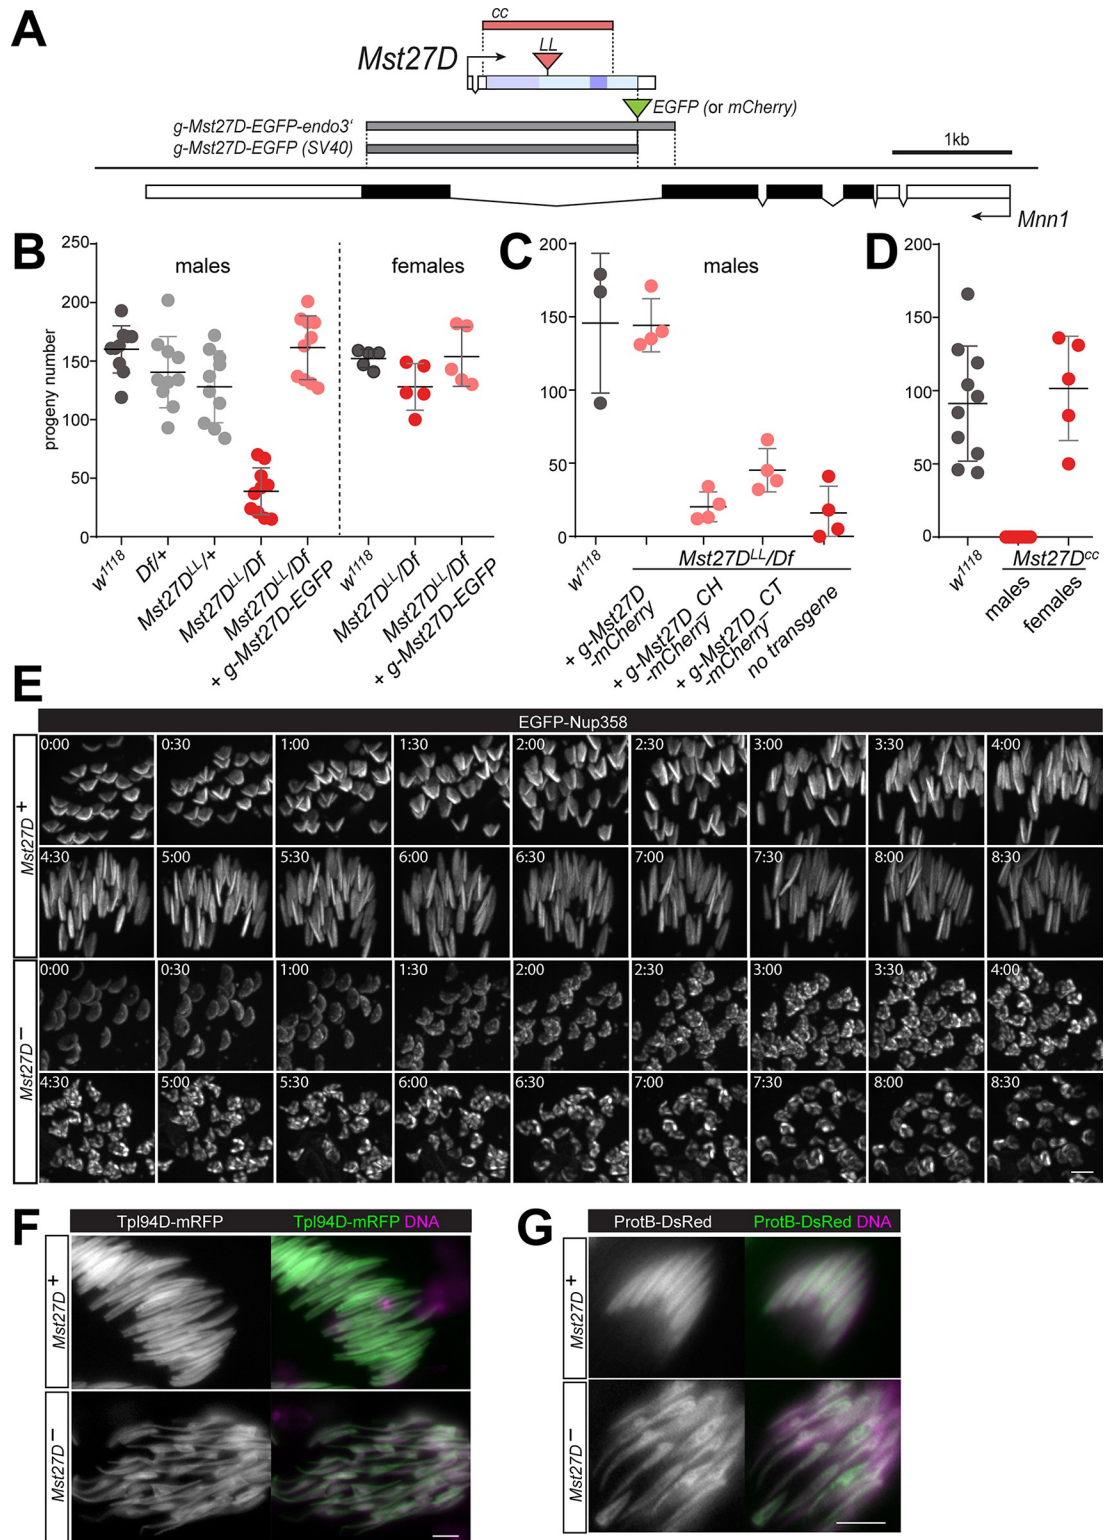 A
cc
LL
Mst27D
EGFP (or mCherry)
g-Mst27D-EGFP-endo3‘
g-Mst27D-EGFP (SV40)
1kb
Mnn1
B
males
females
progeny number
250
200
150
100
50
0
w1118
Df/+
Mst27DLL/+
Mst27DLL/Df
Mst27DLL/Df
+ g-Mst27D-EGFP
w1118
Mst27DLL/Df
Mst27DLL/Df
+ g-Mst27D-EGFP
C
males
200
150
100
50
0
w1118
Mst27DLL/Df
+ g-Mst27D
-mCherry
+ g-Mst27D_CH
-mCherry
+ g-Mst27D_CT
-mCherry
no transgene
D
200
150
100
50
0
w1118
Mst27Dcc
males
females
E
EGFP-Nup358
Mst27D+
0:00 0:30 1:00 1:30 2:00 2:30 3:00 3:30 4:00
4:30 5:00 5:30 6:00 6:30 7:00 7:30 8:00 8:30
Mst27D–
0:00 0:30 1:00 1:30 2:00 2:30 3:00 3:30 4:00
4:30 5:00 5:30 6:00 6:30 7:00 7:30 8:00 8:30
F
Tpl94D-mRFP
Tpl94D-mRFP DNA
Mst27D+
Mst27D–
G
ProtB-DsRed
ProtB-DsRed DNA
Mst27D+
Mst27D–